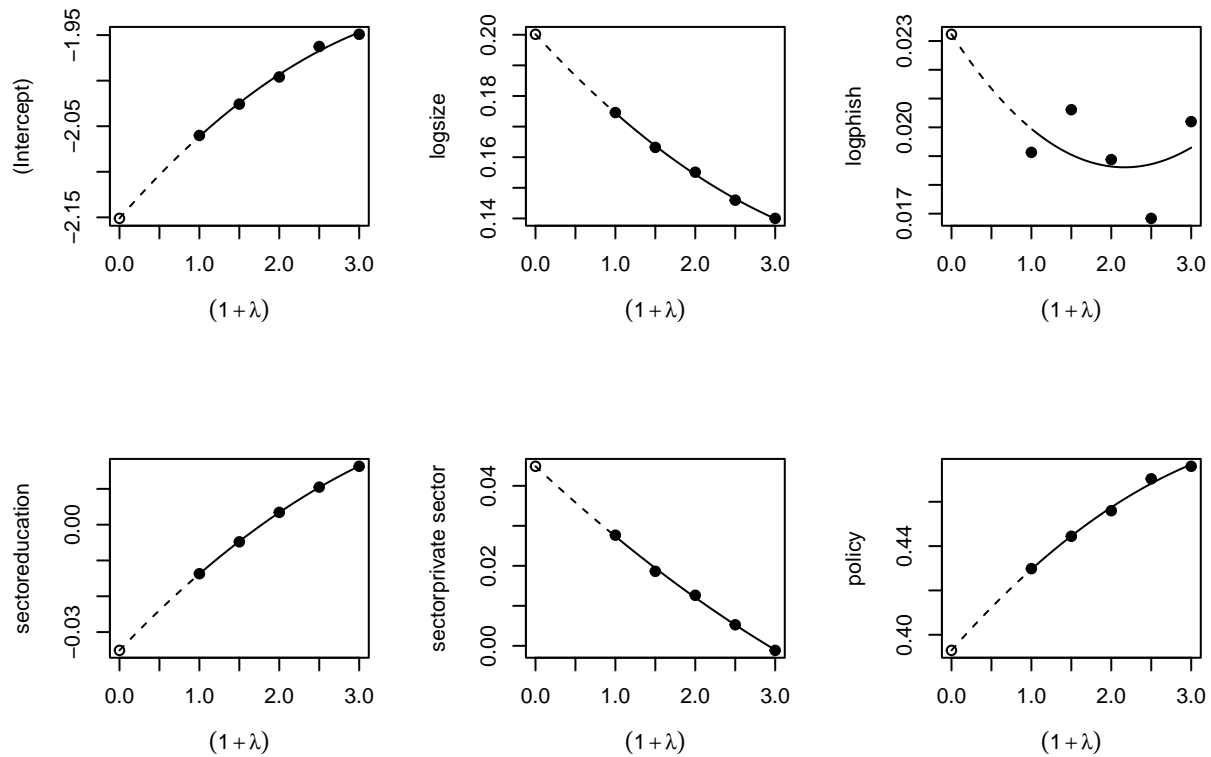 (Intercept)
−1.95
−2.05
−2.15
0.0 1.0 2.0 3.0
(1 + λ)
logsize
0.20
0.18
0.16
0.14
0.0 1.0 2.0 3.0
(1 + λ)
logphish
0.023
0.020
0.017
0.0 1.0 2.0 3.0
(1 + λ)
sectoreducation
0.00
−0.03
0.0 1.0 2.0 3.0
(1 + λ)
sectorprivate sector
0.04
0.02
0.00
0.0 1.0 2.0 3.0
(1 + λ)
policy
0.44
0.40
0.0 1.0 2.0 3.0
(1 + λ)